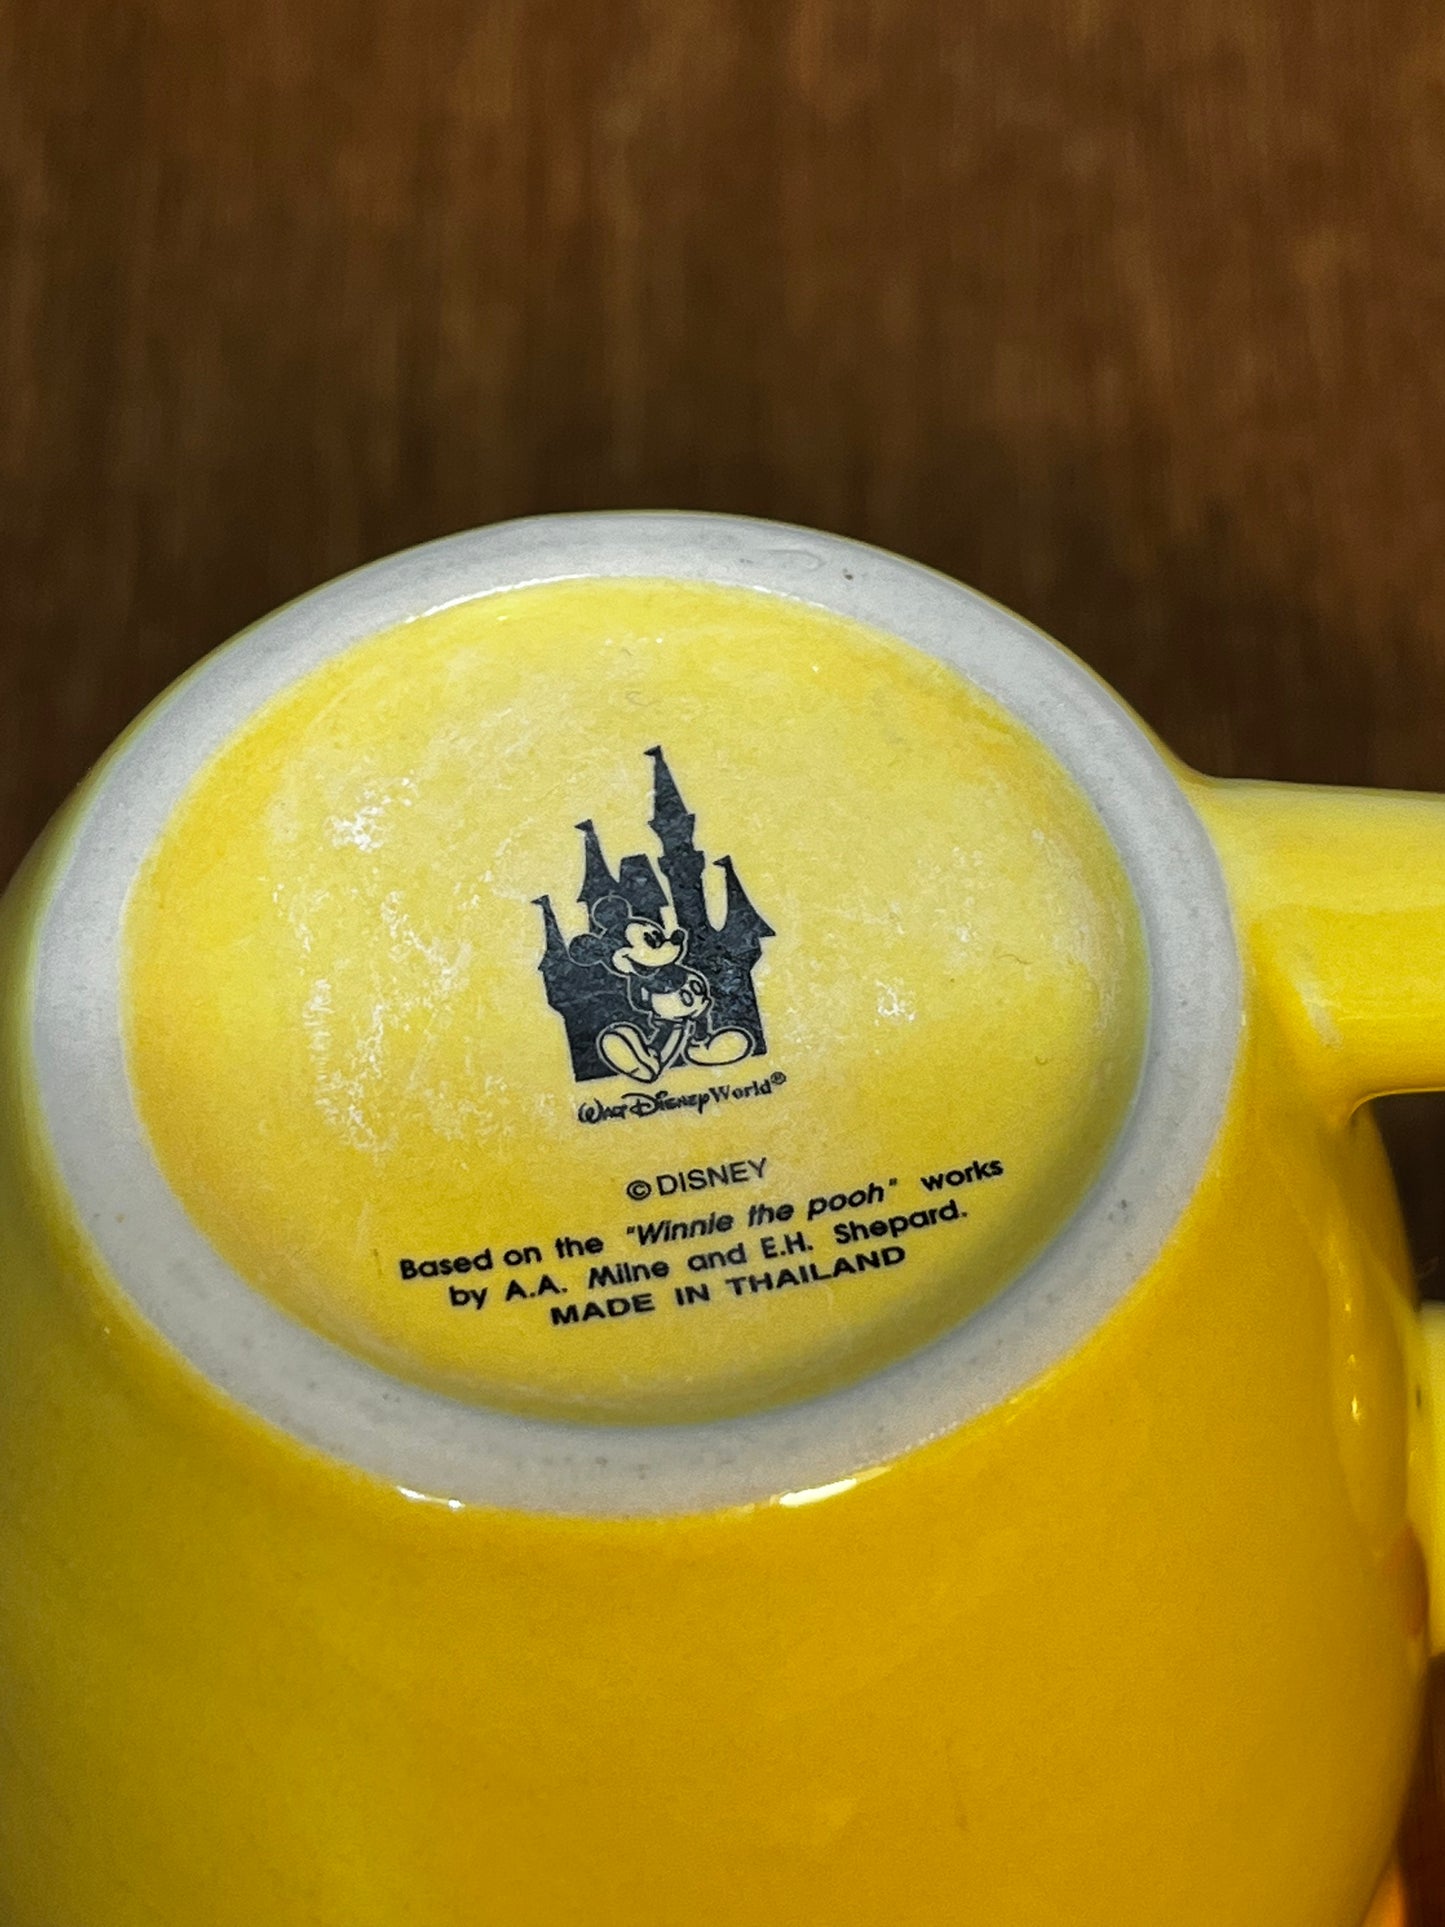 Walt Disney World®
© DISNEY
Based on the "Winnie the pooh" works
by A.A. Milne and E.H. Shepard.
MADE IN THAILAND